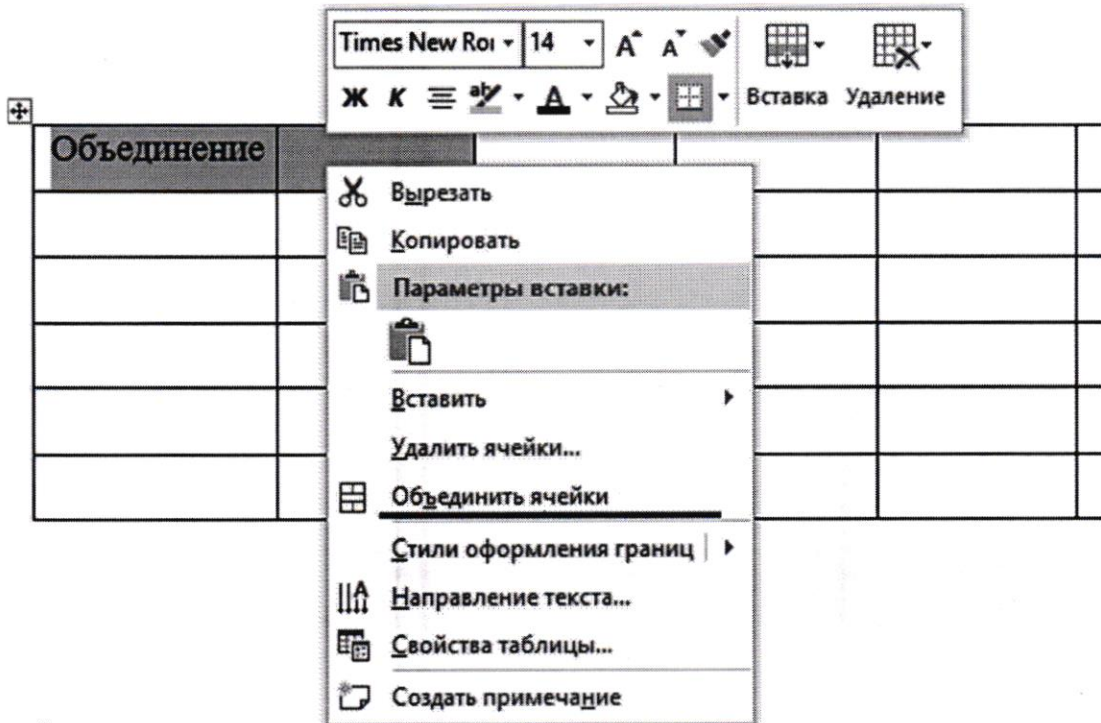 Times New Roi 14
Ж К
Вставка Удаление
Объединение
Вырезать
Копировать
Параметры вставки:
Вставить
Удалить ячейки...
Объединить ячейки
Стили оформления границ
Направление текста...
Свойства таблицы...
Создать примечание